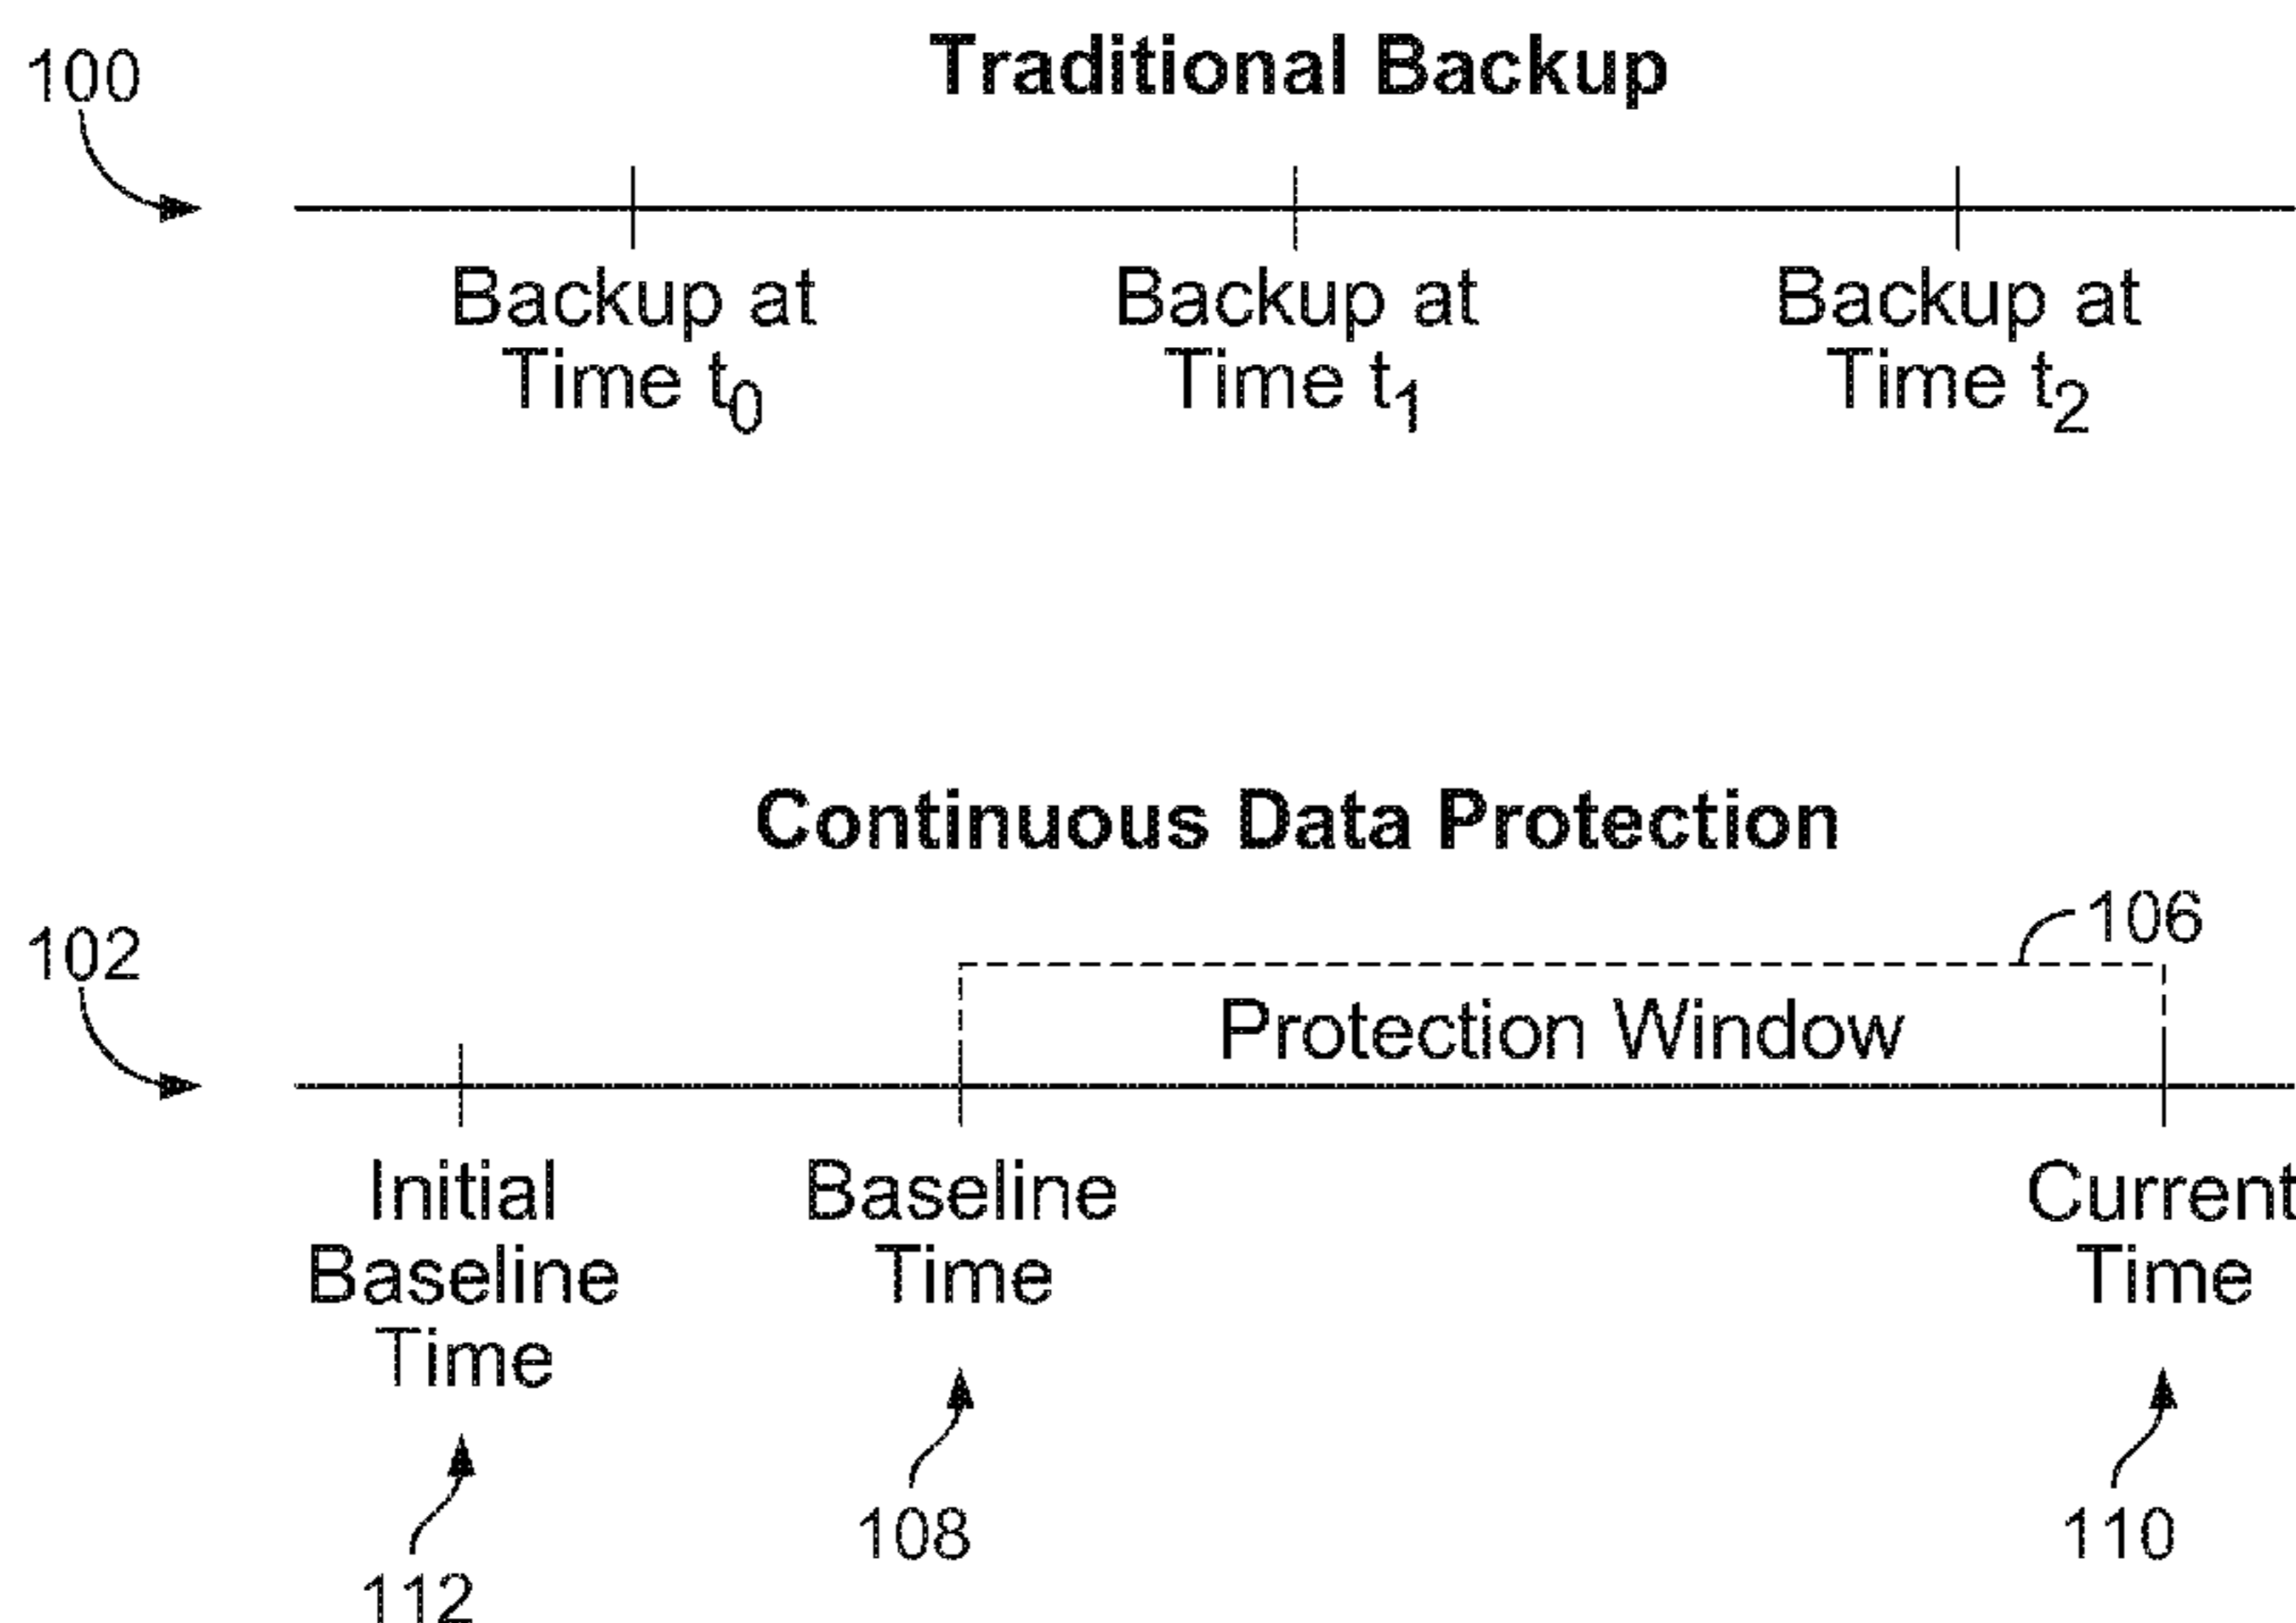 Traditional Backup
100
Backup at Backup at Backup at
Time t0 Time t1 Time t2
Continuous Data Protection
106
102
Protection Window
Initial Baseline Current
Baseline Time Time
Time
108 110
112